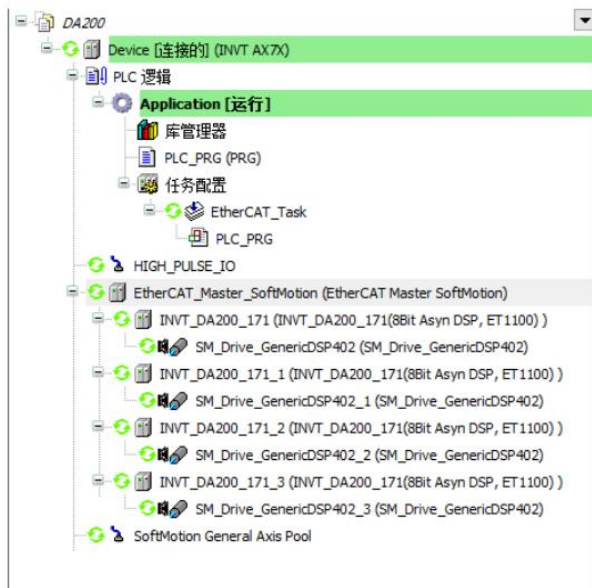 DA200
Device [连接的] (INVT AX7X)
PLC 逻辑
Application [运行]
库管理器
PLC_PRG (PRG)
任务配置
EtherCAT_Task
PLC_PRG
HIGH_PULSE_IO
EtherCAT_Master_SoftMotion (EtherCAT Master SoftMotion)
INVT_DA200_171 (INVT_DA200_171(8Bit Asyn DSP, ET1100) )
SM_Drive_GenericDSP402 (SM_Drive_GenericDSP402)
INVT_DA200_171_1 (INVT_DA200_171(8Bit Asyn DSP, ET1100) )
SM_Drive_GenericDSP402_1 (SM_Drive_GenericDSP402)
INVT_DA200_171_2 (INVT_DA200_171(8Bit Asyn DSP, ET1100) )
SM_Drive_GenericDSP402_2 (SM_Drive_GenericDSP402)
INVT_DA200_171_3 (INVT_DA200_171(8Bit Asyn DSP, ET1100) )
SM_Drive_GenericDSP402_3 (SM_Drive_GenericDSP402)
SoftMotion General Axis Pool